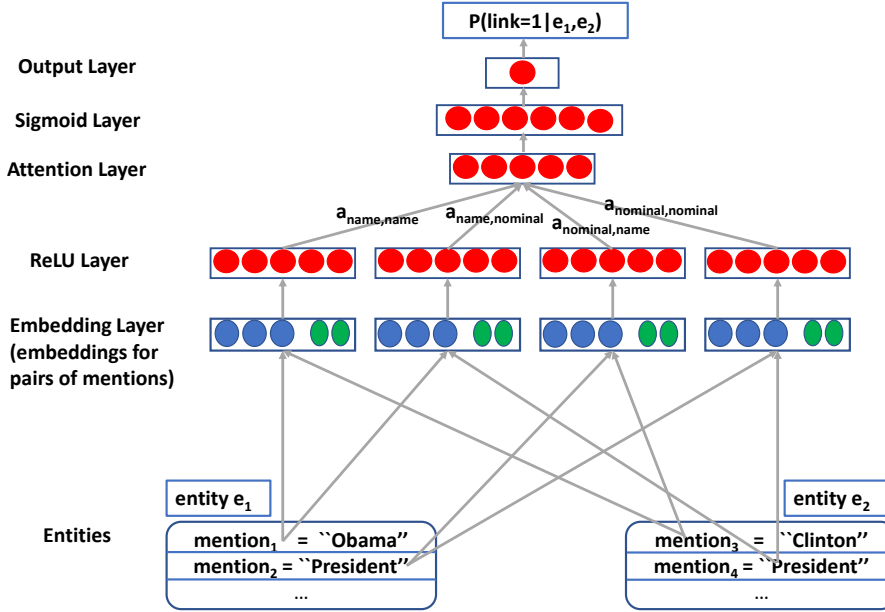 P(link=1|e1,e2)
Output Layer
Sigmoid Layer
Attention Layer
aname,name
aname,nominal
anominal,name
anominal,nominal
ReLU Layer
Embedding Layer
(embeddings for
pairs of mentions)
entity e1
entity e2
Entities
mention1 = ``Obama’’
mention2 = ``President’’
...
mention3 = ``Clinton’’
mention4 = ``President’’
...